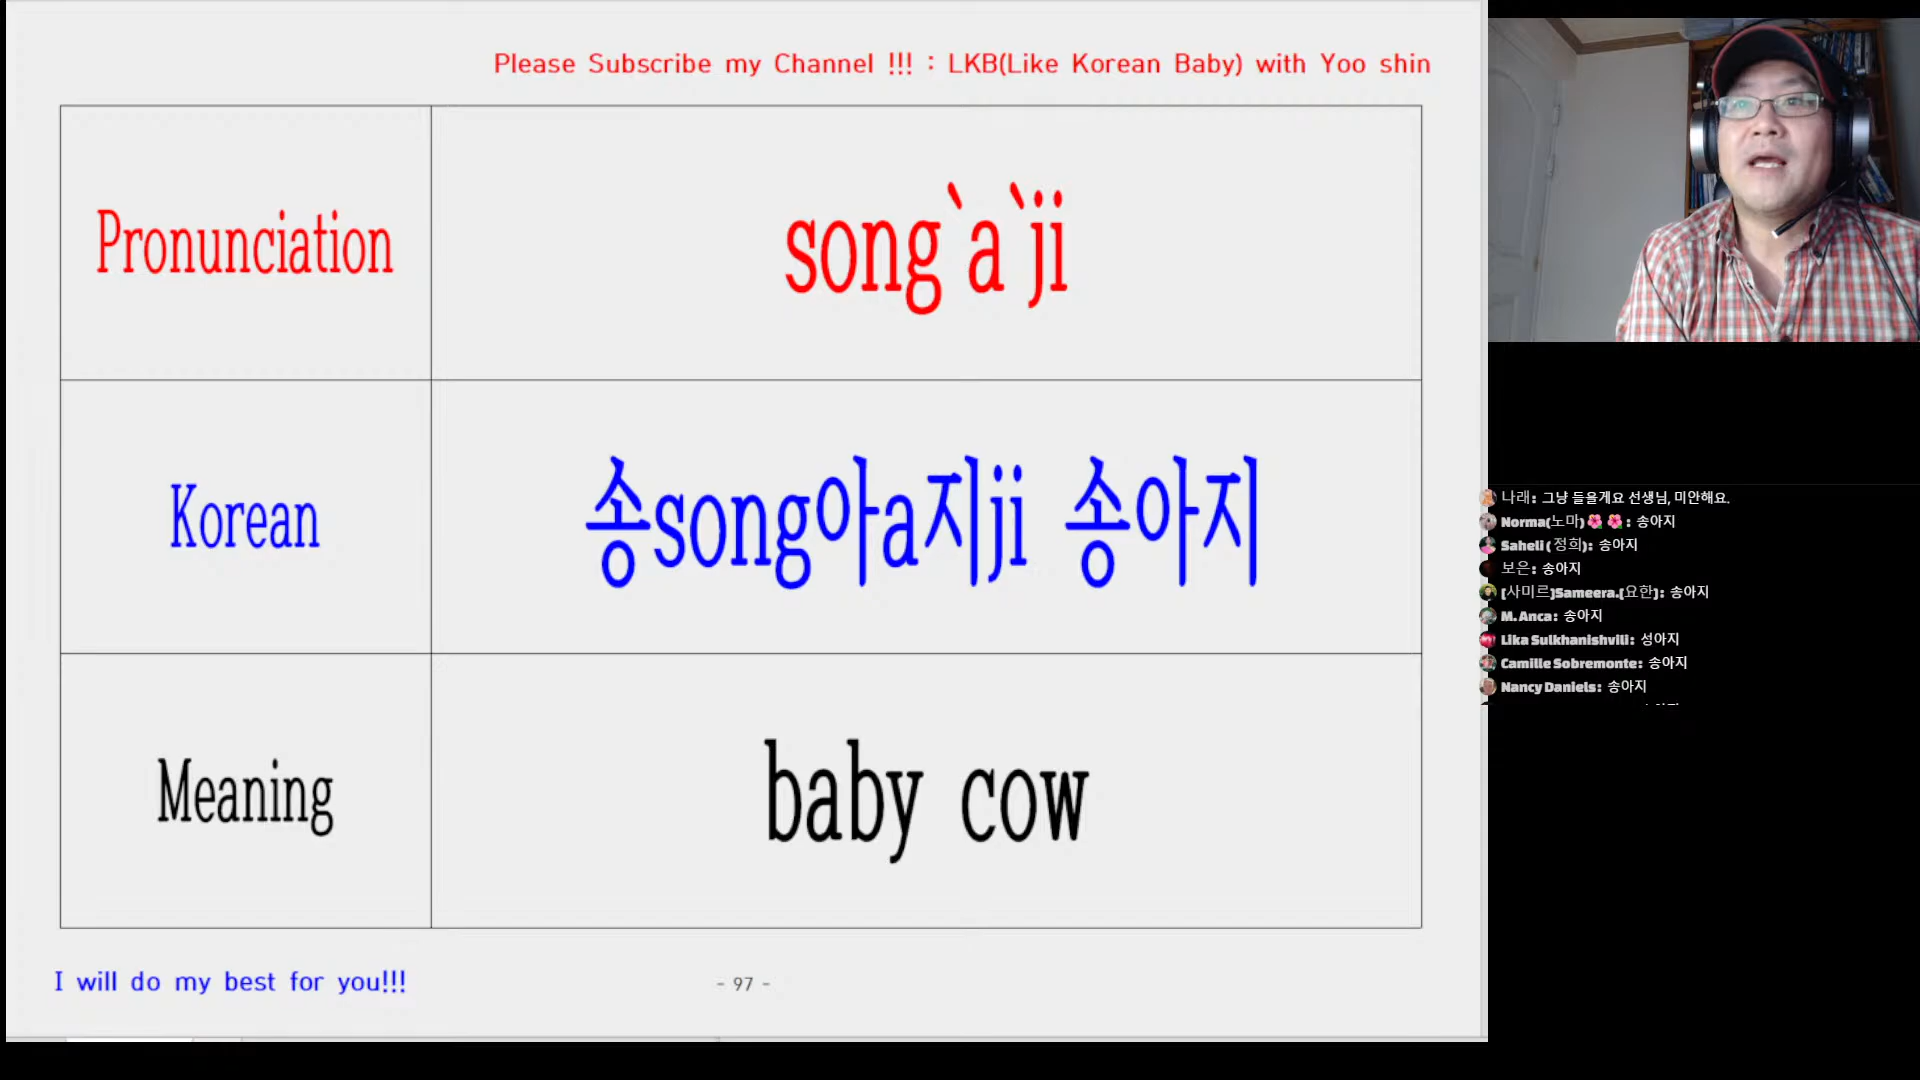 Please Subscribe my Channel !!! : LKB(Like Korean Baby) with Yoo shin
Pronunciation
song`a`ji
Korean
송song아a지ji 송아지
Meaning
baby cow
I will do my best for you!!!
- 97 -
나래: 그냥 들을게요 선생님, 미안해요.
Norma(노마)🌺 🌺 : 송아지
Saheli ( 정희): 송아지
보은: 송아지
(사미르)Sameera.(요한): 송아지
M. Anca: 송아지
Lika Sulkhanishvili: 성아지
Camille Sobremonte: 송아지
Nancy Daniels: 송아지